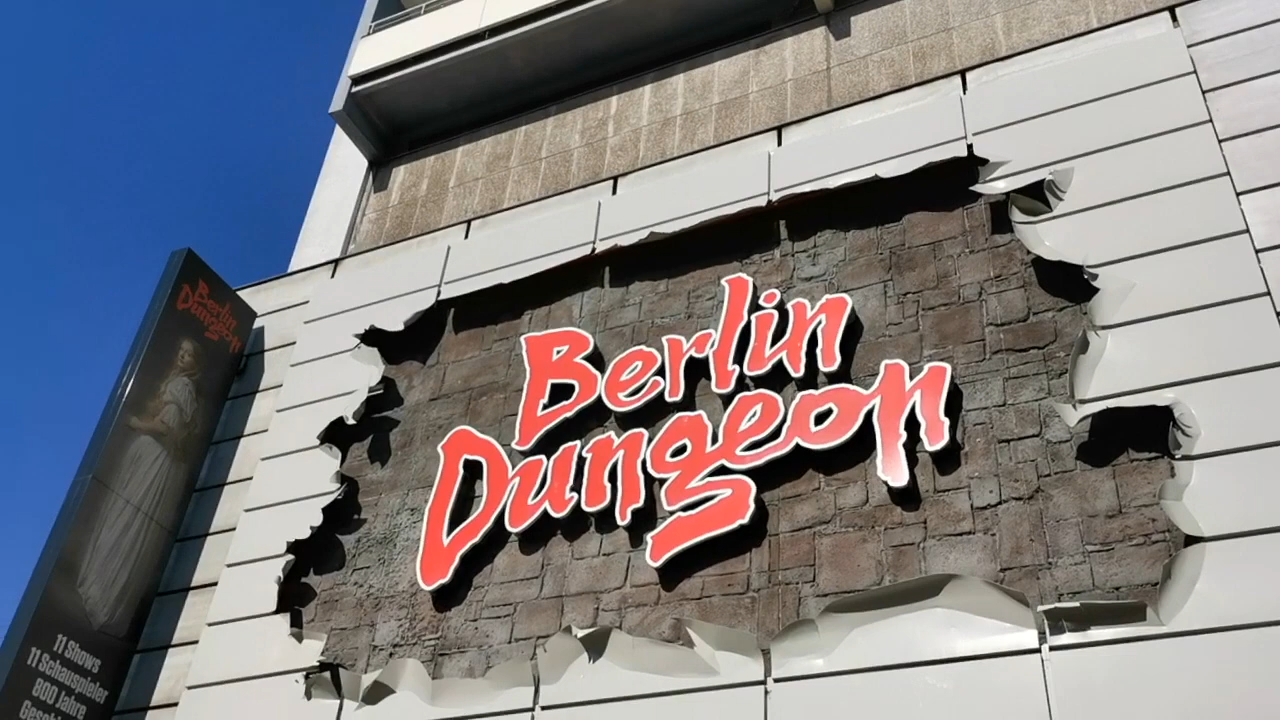 Berlin
Dungeon
Berlin
Dungeon
11 Shows
11 Schauspieler
800 Jahre